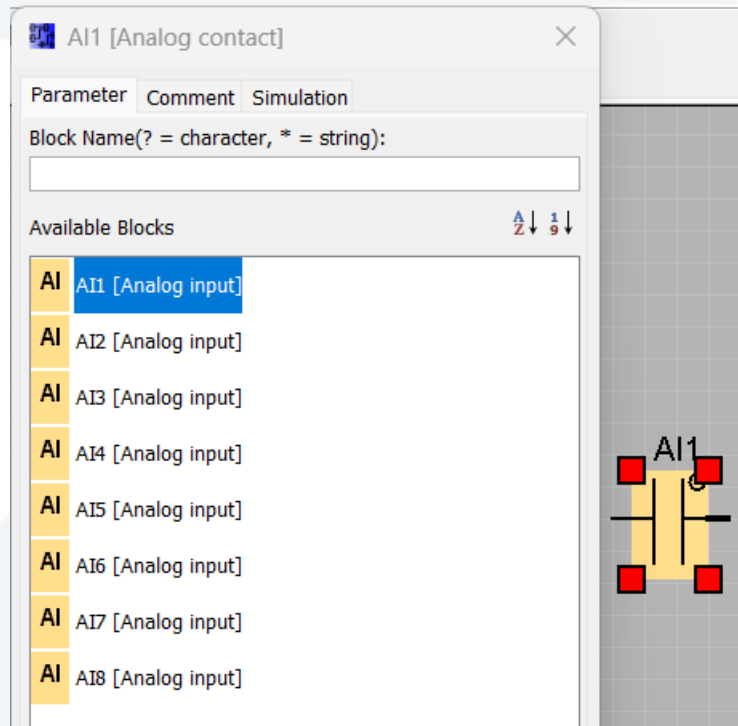 AI1 [Analog contact]
Parameter Comment Simulation
Block Name(? = character, * = string):
Available Blocks
A Z 1 9
AI AI1 [Analog input]
AI AI2 [Analog input]
AI AI3 [Analog input]
AI AI4 [Analog input]
AI AI5 [Analog input]
AI AI6 [Analog input]
AI AI7 [Analog input]
AI AI8 [Analog input]
AI1